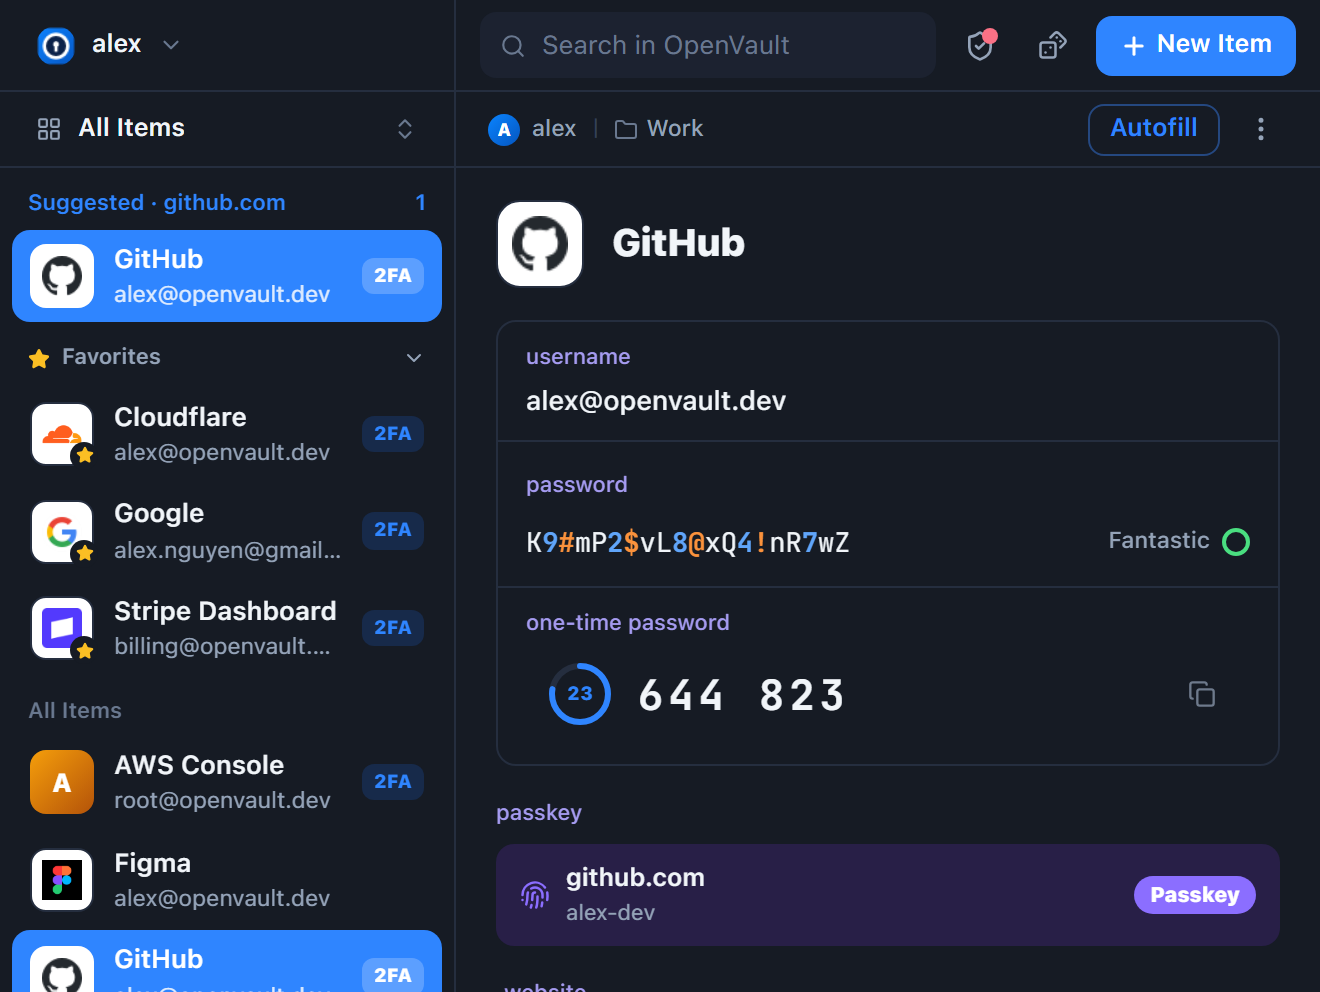 alex
Search in OpenVault
New Item
All Items
A alex
Work
Autofill
Suggested · github.com 1
GitHub
alex@openvault.dev
2FA
Favorites
Cloudflare
alex@openvault.dev
2FA
Google
alex.nguyen@gmail...
2FA
Stripe Dashboard
billing@openvault....
2FA
All Items
A
AWS Console
root@openvault.dev
2FA
Figma
alex@openvault.dev
GitHub
2FA
GitHub
username
alex@openvault.dev
password
K9#mP2$vL8@xQ4!nR7wZ
Fantastic
one-time password
23
644 823
passkey
github.com
alex-dev
Passkey
website